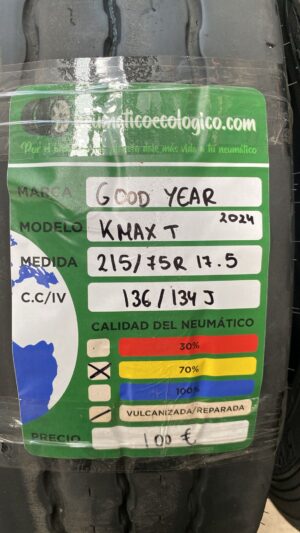 neumaticoecologico.com
MARCA GOOD YEAR
MODELO KMAX T 2024
MEDIDA 215/75R 17.5
C.C/IV 136/134 J
CALIDAD DEL NEUMÁTICO
30%
70%
100%
VULCANIZADA/REPARADA
PRECIO 100 €